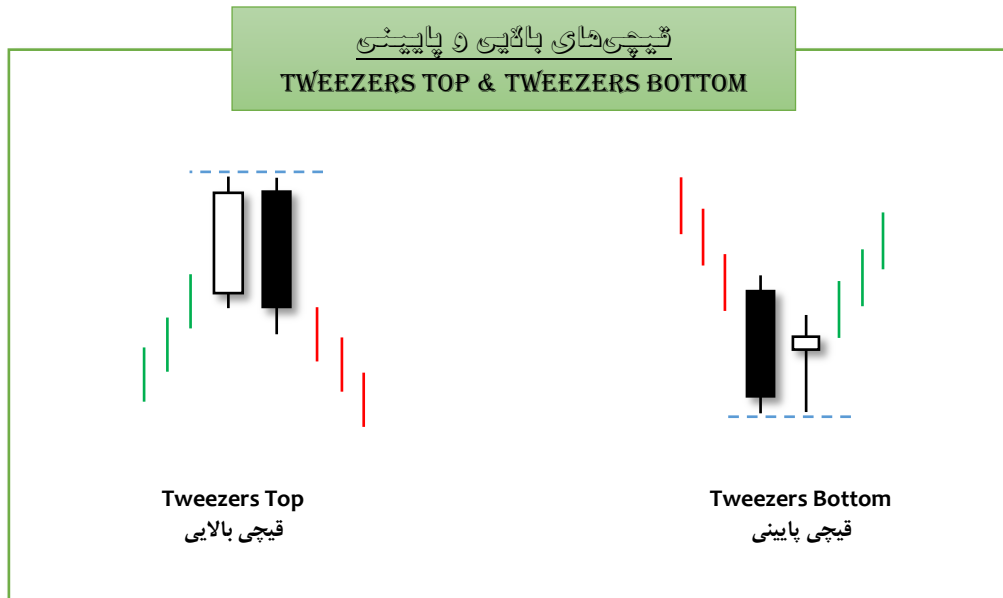 قیچی‌های بالایی و پایینی
TWEEZERS TOP & TWEEZERS BOTTOM
Tweezers Top
قیچی بالایی
Tweezers Bottom
قیچی پایینی